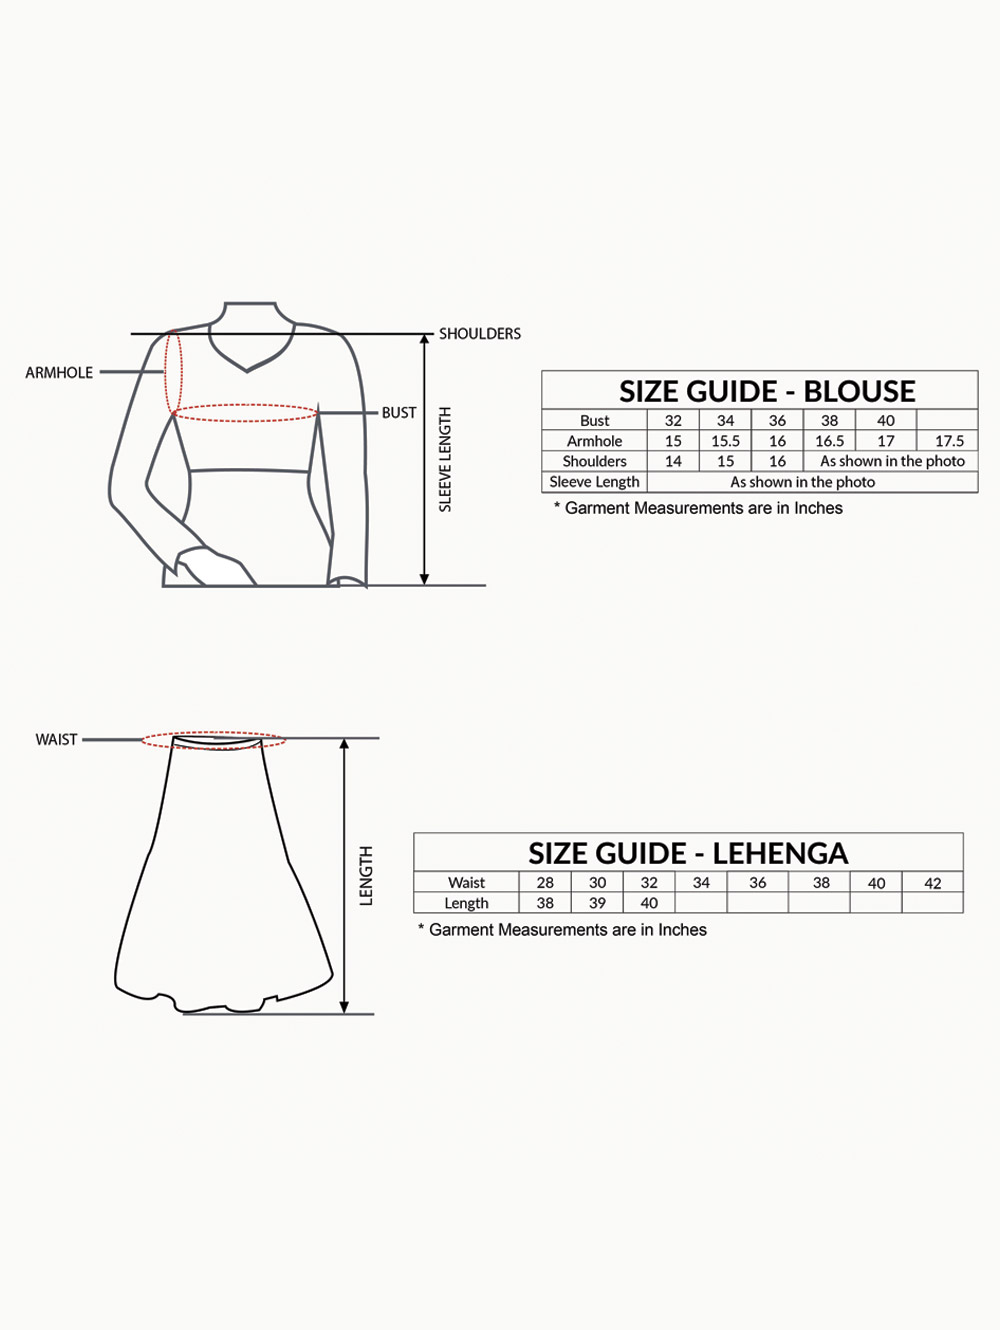 SHOULDERS
ARMHOLE
BUST
SLEEVE LENGTH
SIZE GUIDE - BLOUSE
Bust 32 34 36 38 40
Armhole 15 15.5 16 16.5 17 17.5
Shoulders 14 15 16 As shown in the photo
Sleeve Length As shown in the photo
* Garment Measurements are in Inches
WAIST
LENGTH
SIZE GUIDE - LEHENGA
Waist 28 30 32 34 36 38 40 42
Length 38 39 40
* Garment Measurements are in Inches